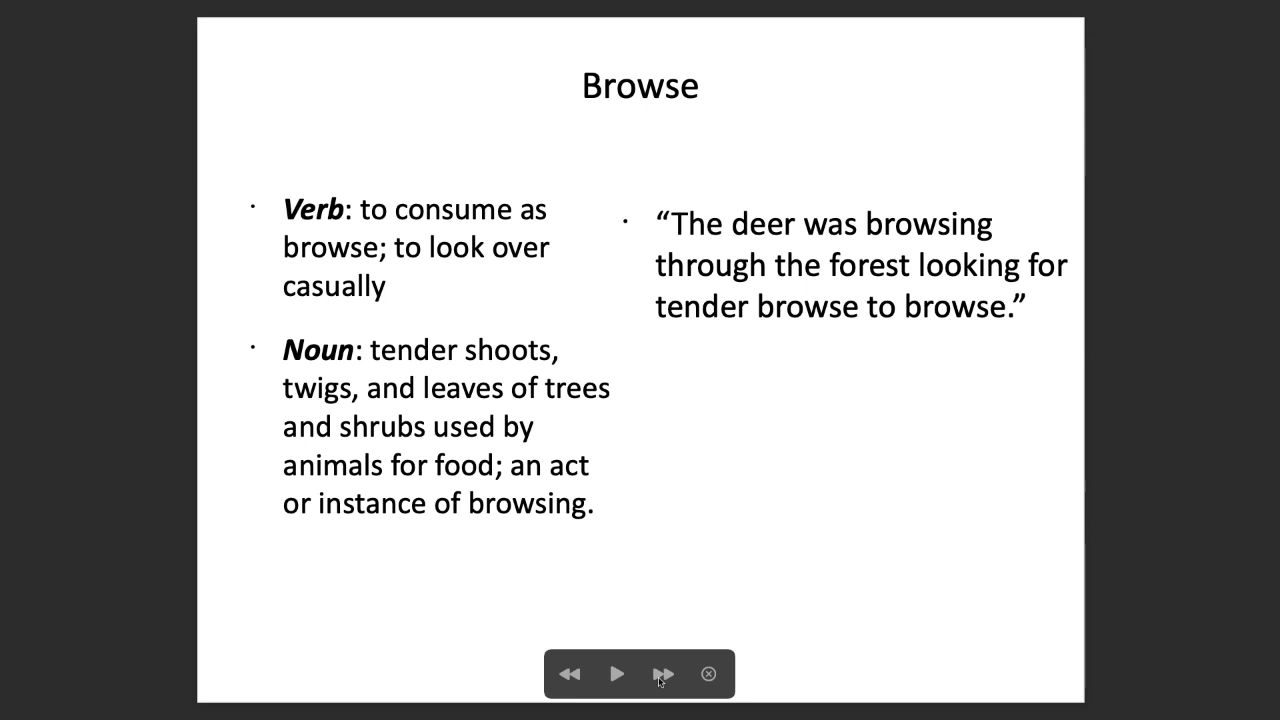 Browse
· Verb: to consume as
browse; to look over
casually
· Noun: tender shoots,
twigs, and leaves of trees
and shrubs used by
animals for food; an act
or instance of browsing.
· “The deer was browsing
through the forest looking for
tender browse to browse.”